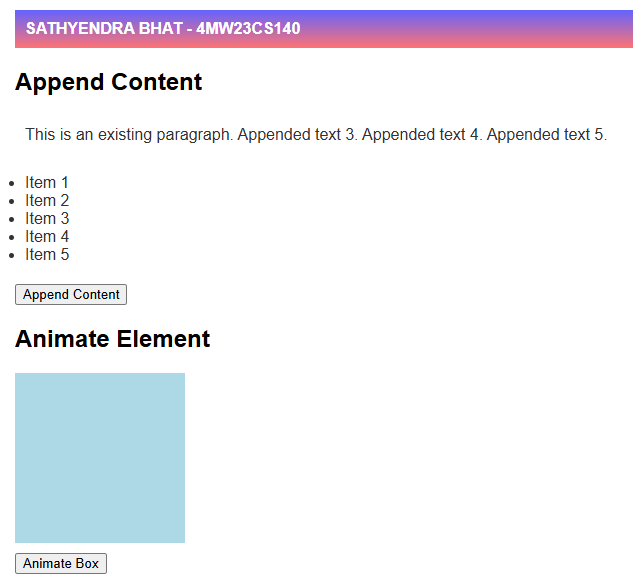 SATHYENDRA BHAT - 4MW23CS140
Append Content
This is an existing paragraph. Appended text 3. Appended text 4. Appended text 5.
Item 1
Item 2
Item 3
Item 4
Item 5
Append Content
Animate Element
Animate Box